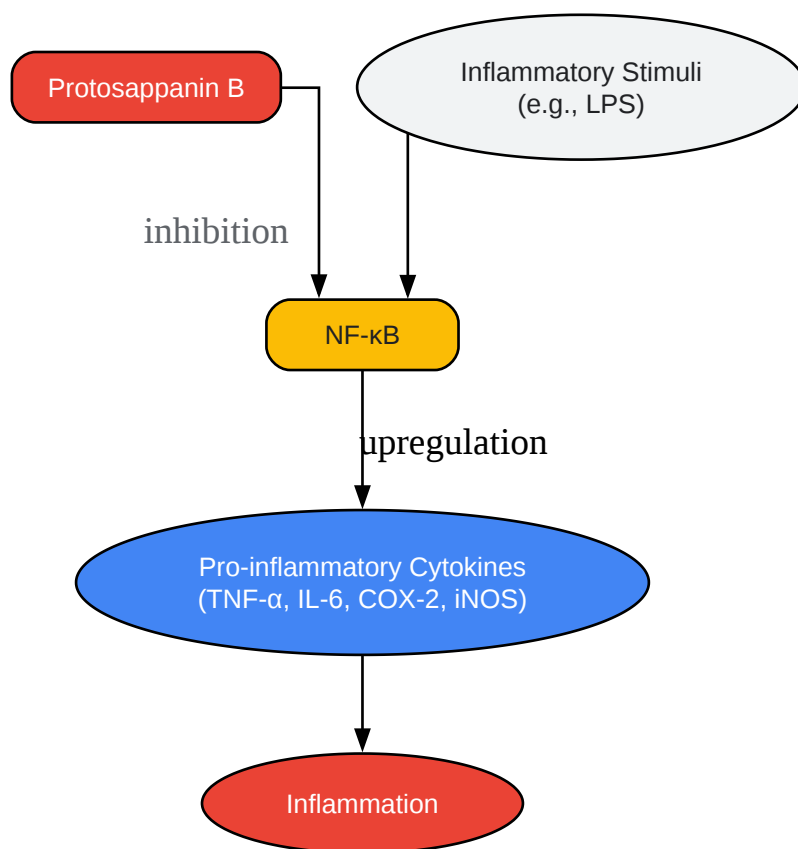 Protosappanin B
Inflammatory Stimuli
(e.g., LPS)
inhibition
NF-κB
upregulation
Pro-inflammatory Cytokines
(TNF-α, IL-6, COX-2, iNOS)
Inflammation